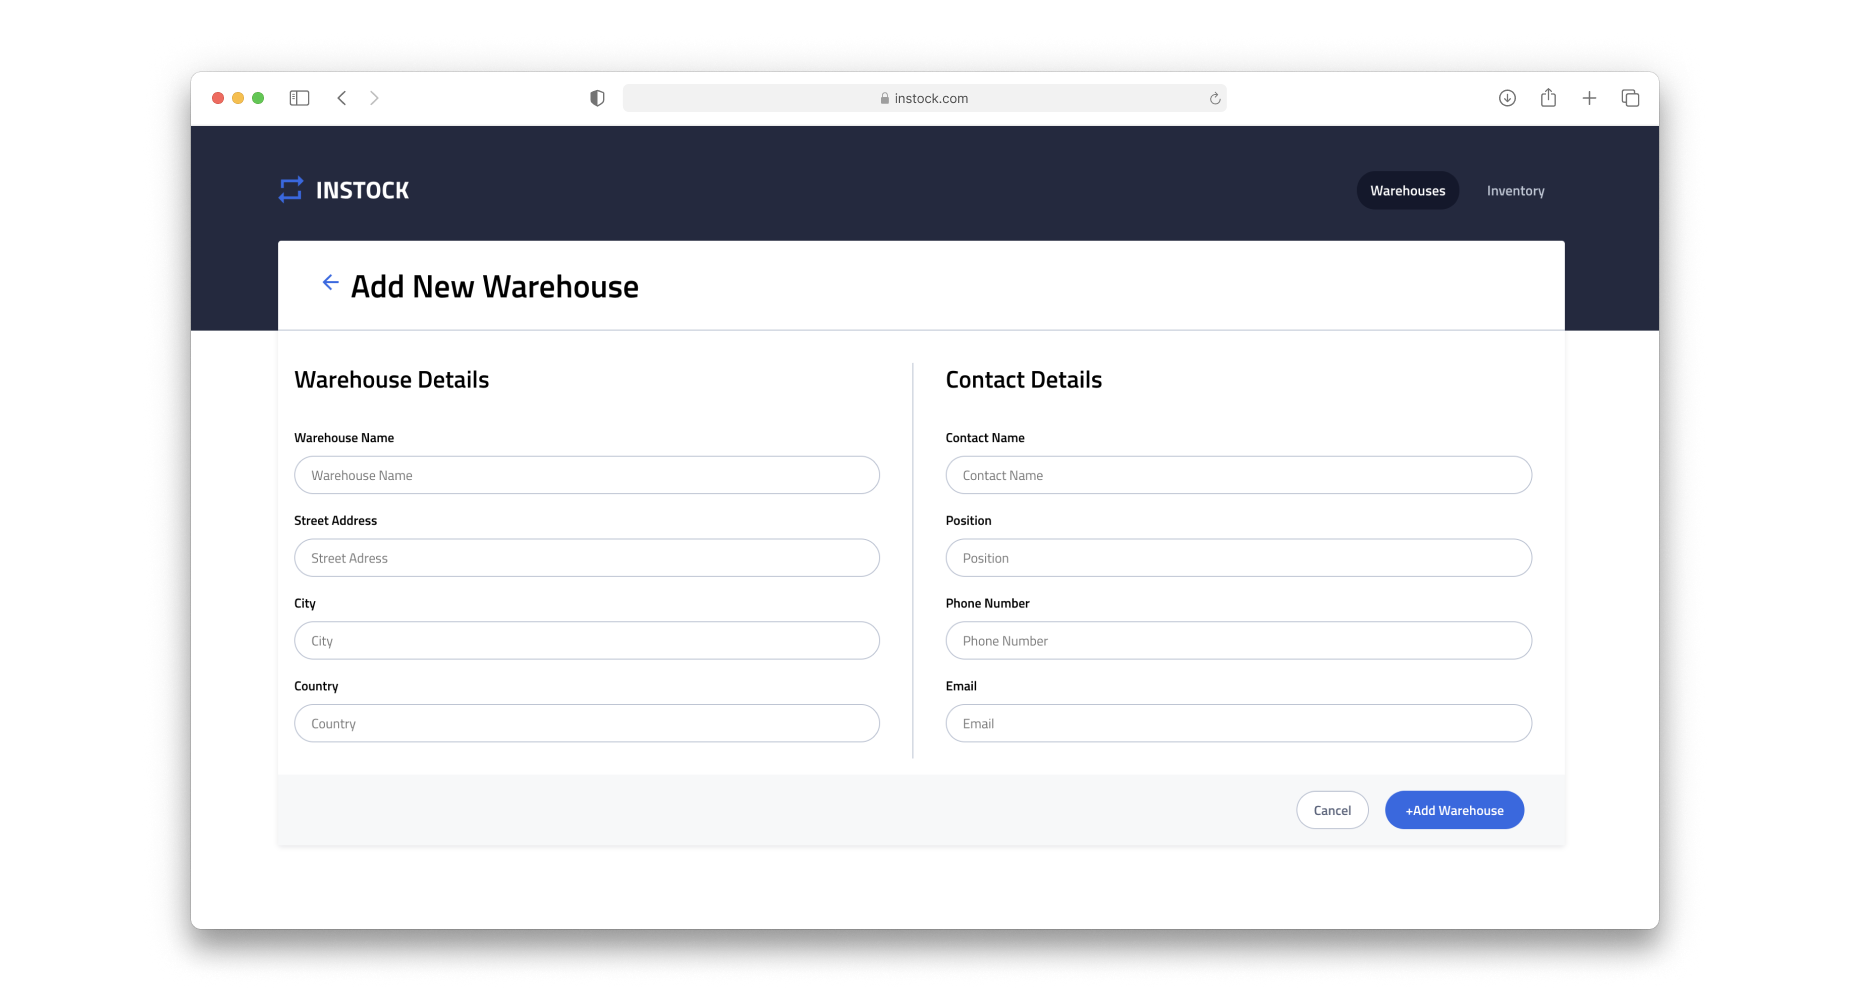 instock.com
INSTOCK
Warehouses
Inventory
Add New Warehouse
Warehouse Details
Warehouse Name
Warehouse Name
Street Address
Street Adress
City
City
Country
Country
Contact Details
Contact Name
Contact Name
Position
Position
Phone Number
Phone Number
Email
Email
Cancel
+Add Warehouse